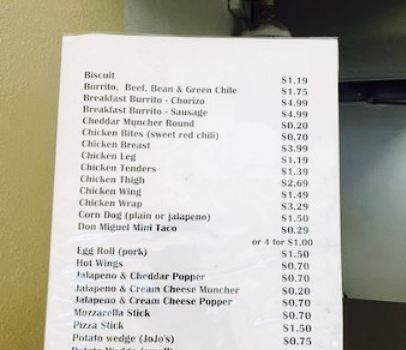 Biscuit $1.19
Burrito, Beef, Bean & Green Chile $1.75
Breakfast Burrito - Chorizo $4.99
Breakfast Burrito - Sausage $4.99
Cheddar Muncher Round $0.20
Chicken Bites (sweet red chili) $0.70
Chicken Breast $3.99
Chicken Leg $1.19
Chicken Tenders $1.39
Chicken Thigh $2.69
Chicken Wing $1.49
Chicken Wrap $3.29
Corn Dog (plain or jalapeno) $1.50
Don Miguel Mini Taco $0.29
or 4 for $1.00
Egg Roll (pork) $1.50
Hot Wings $0.70
Jalapeno & Cheddar Popper $0.70
Jalapeno & Cream Cheese Muncher $0.20
Jalapeno & Cream Cheese Popper $0.70
Mozzarella Stick $0.70
Pizza Stick $1.50
Potato wedge (JoJo's) $0.75
Potato Wedge